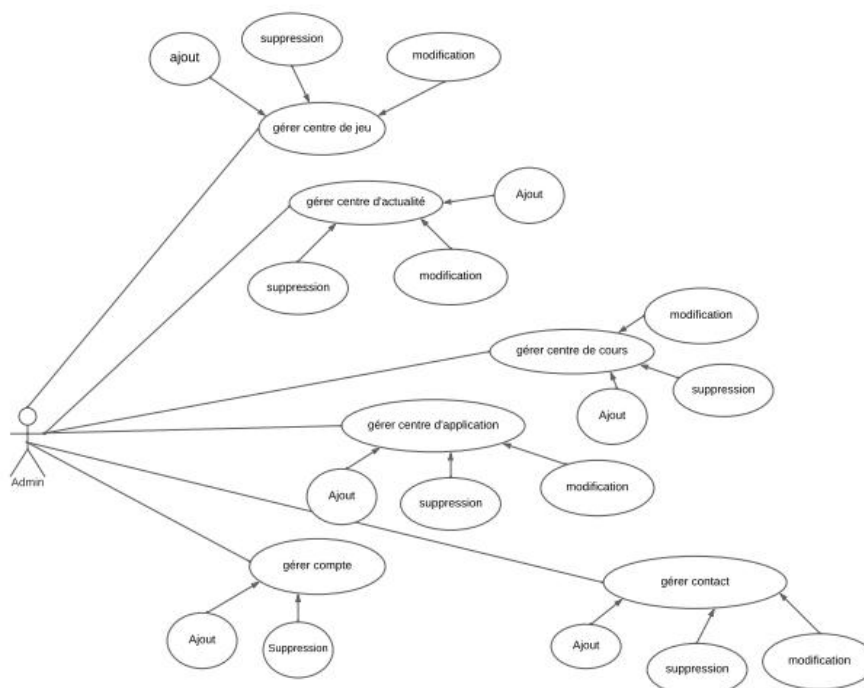 suppression
ajout
modification
gérer centre de jeu
Ajout
gérer centre d'actualité
modification
suppression
modification
gérer centre de cours
suppression
Ajout
gérer centre d'application
Admin
Ajout
suppression
modification
gérer compte
gérer contact
Ajout
Suppression
Ajout
suppression
modification